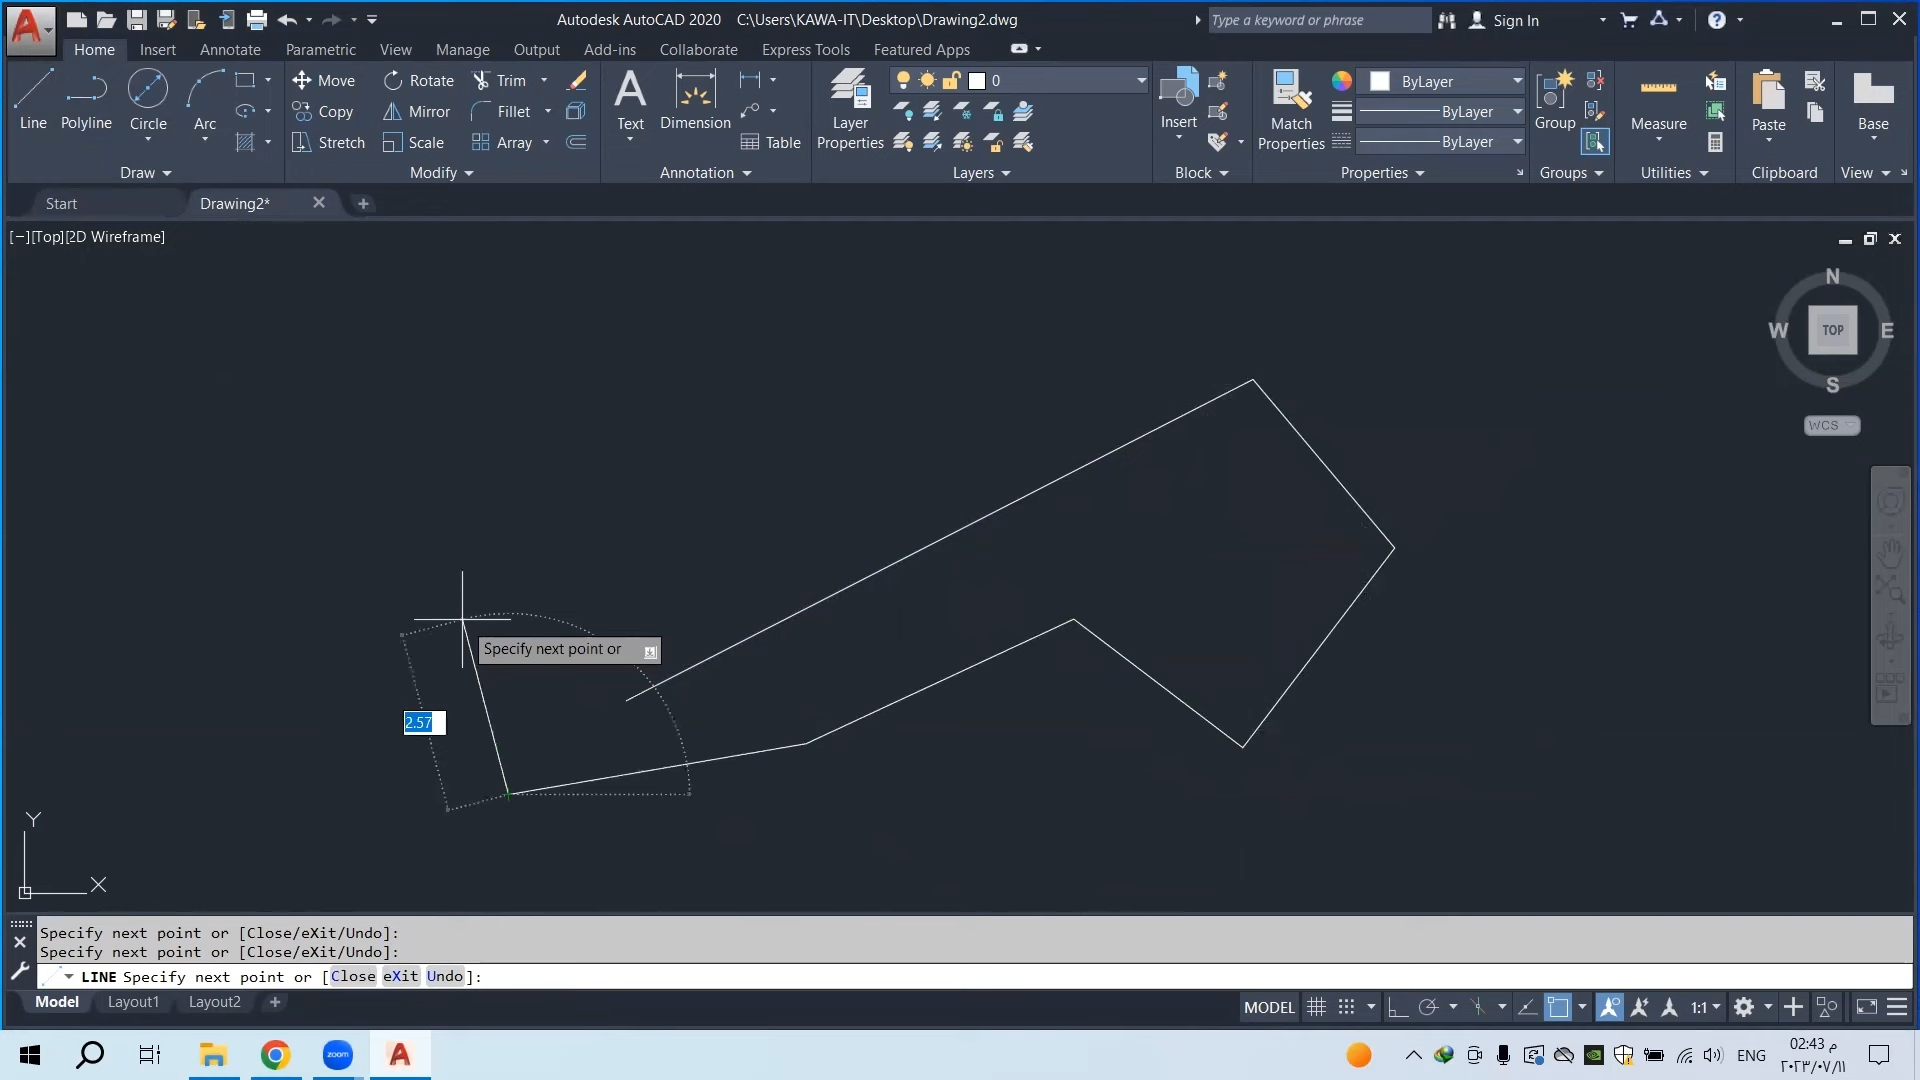 Autodesk AutoCAD 2020 C:\Users\KAWA-IT\Desktop\Drawing2.dwg
Type a keyword or phrase
Sign In
Home Insert Annotate Parametric View Manage Output Add-ins Collaborate Express Tools Featured Apps
Line Polyline Circle Arc
Draw
Move Rotate Trim
Copy Mirror Fillet
Stretch Scale Array
Modify
Text Dimension Table
Annotation
Layer Properties
0
Layers
Insert
Block
Match Properties
ByLayer
ByLayer
ByLayer
Properties
Group
Groups
Measure
Utilities
Paste
Clipboard
Base
View
Start Drawing2*
[−][Top][2D Wireframe]
N
W TOP E
S
WCS
Specify next point or
2.57
Y
X
Specify next point or [Close/eXit/Undo]:
Specify next point or [Close/eXit/Undo]:
LINE Specify next point or [Close eXit Undo]:
Model Layout1 Layout2
MODEL 1:1
zoom
ENG
02:43 م
٢٠٢٣/٠٧/١١